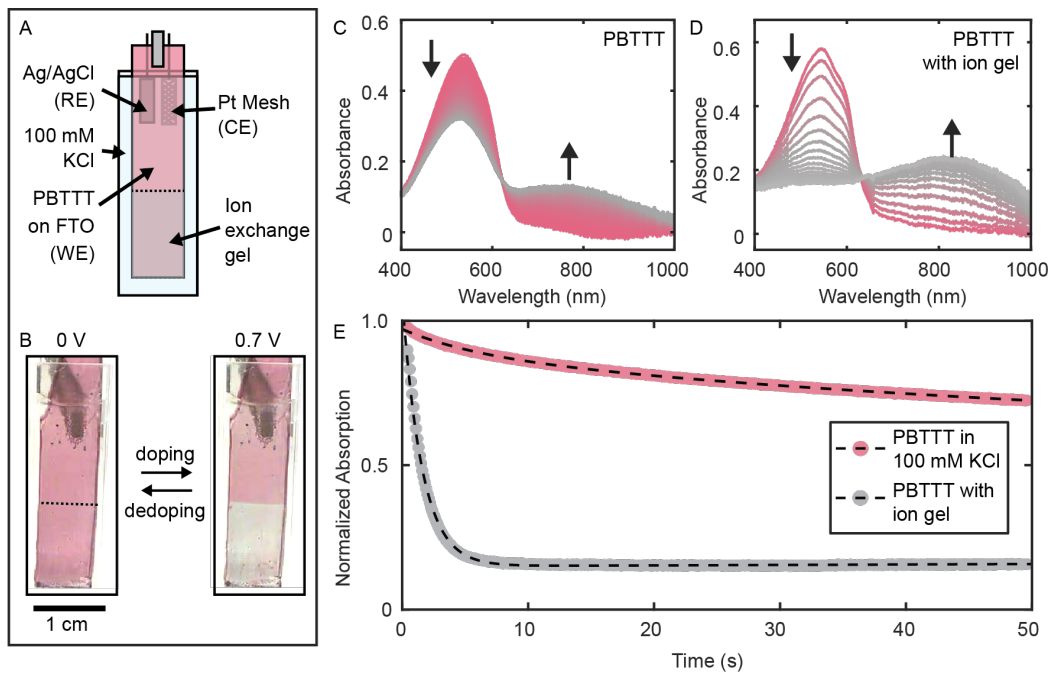 A
Ag/AgCl
(RE)
100 mM
KCl
PBTTT
on FTO
(WE)
Pt Mesh
(CE)
Ion
exchange
gel
B
0 V
0.7 V
doping
dedoping
1 cm
C
PBTTT
0.6
0.4
0.2
0
Absorbance
400
600
800
1000
Wavelength (nm)
D
PBTTT
with ion gel
0.6
0.4
0.2
0
Absorbance
400
600
800
1000
Wavelength (nm)
E
1.0
0.5
0
Normalized Absorption
PBTTT in
100 mM KCl
PBTTT with
ion gel
0
10
20
30
40
50
Time (s)